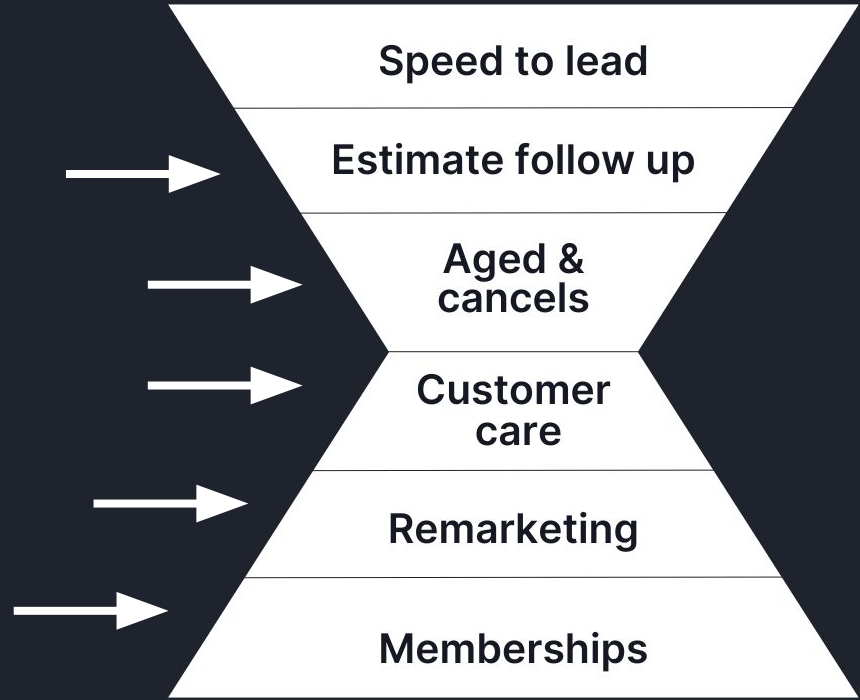 Speed to lead
Estimate follow up
Aged &
cancels
Customer
care
Remarketing
Memberships